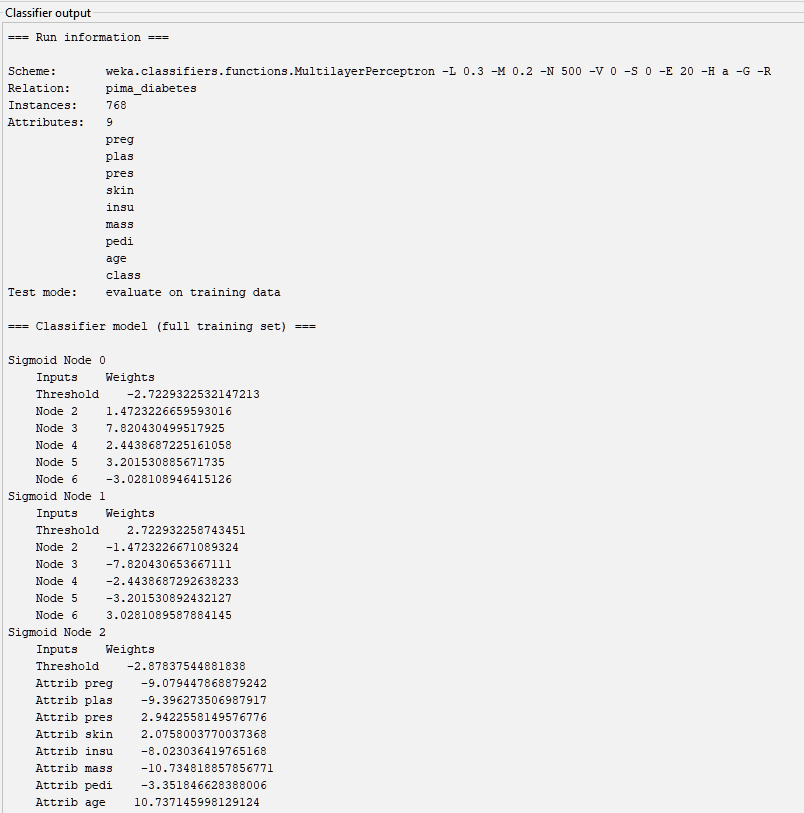 Classifier output
=== Run information ===
Scheme: weka.classifiers.functions.MultilayerPerceptron -L 0.3 -M 0.2 -N 500 -V 0 -S 0 -E 20 -H a -G -R
Relation: pima_diabetes
Instances: 768
Attributes: 9
preg
plas
pres
skin
insu
mass
pedi
age
class
Test mode: evaluate on training data
=== Classifier model (full training set) ===
Sigmoid Node 0
Inputs Weights
Threshold -2.7229322532147213
Node 2 1.4723226659593016
Node 3 7.820430499517925
Node 4 2.4438687225161058
Node 5 3.201530885671735
Node 6 -3.028108946415126
Sigmoid Node 1
Inputs Weights
Threshold 2.722932258743451
Node 2 -1.4723226671089324
Node 3 -7.820430653667111
Node 4 -2.4438687292638233
Node 5 -3.201530892432127
Node 6 3.0281089587884145
Sigmoid Node 2
Inputs Weights
Threshold -2.87837544881838
Attrib preg -9.079447868879242
Attrib plas -9.396273506987917
Attrib pres 2.9422558149576776
Attrib skin 2.0758003770037368
Attrib insu -8.023036419765168
Attrib mass -10.734818857856771
Attrib pedi -3.351846628388006
Attrib age 10.737145998129124